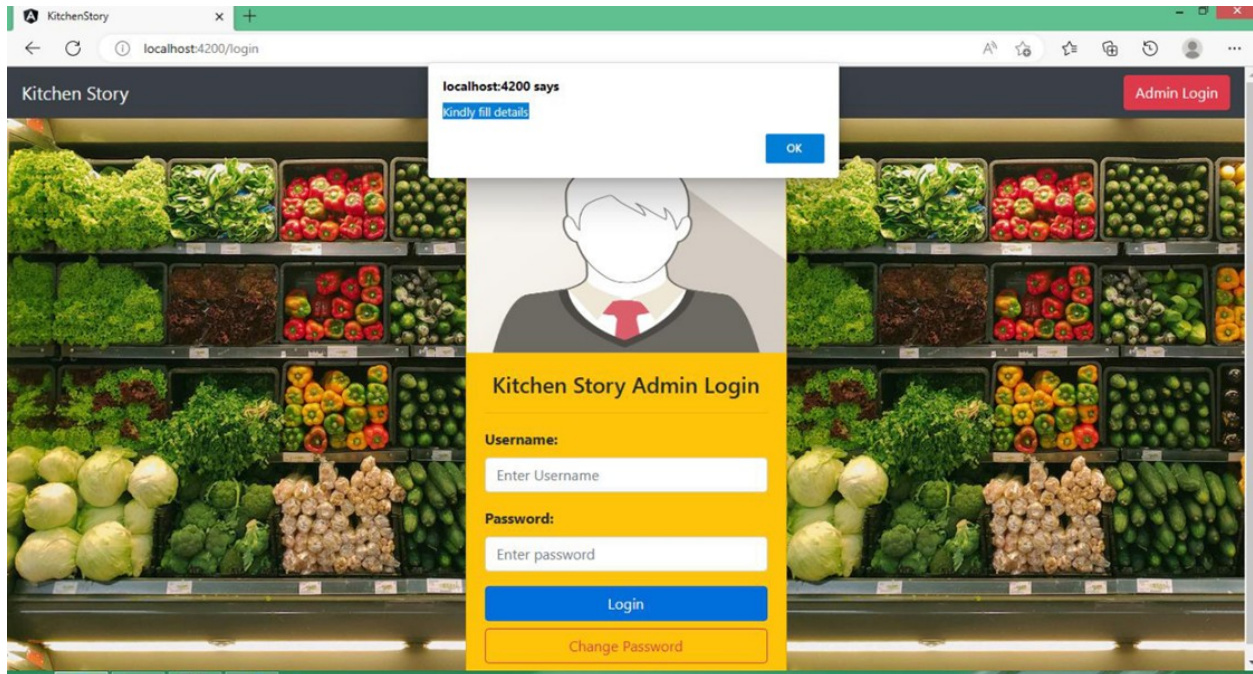 KitchenStory
localhost:4200/login
Kitchen Story
Admin Login
localhost:4200 says
Kindly fill details
OK
Kitchen Story Admin Login
Username:
Enter Username
Password:
Enter password
Login
Change Password